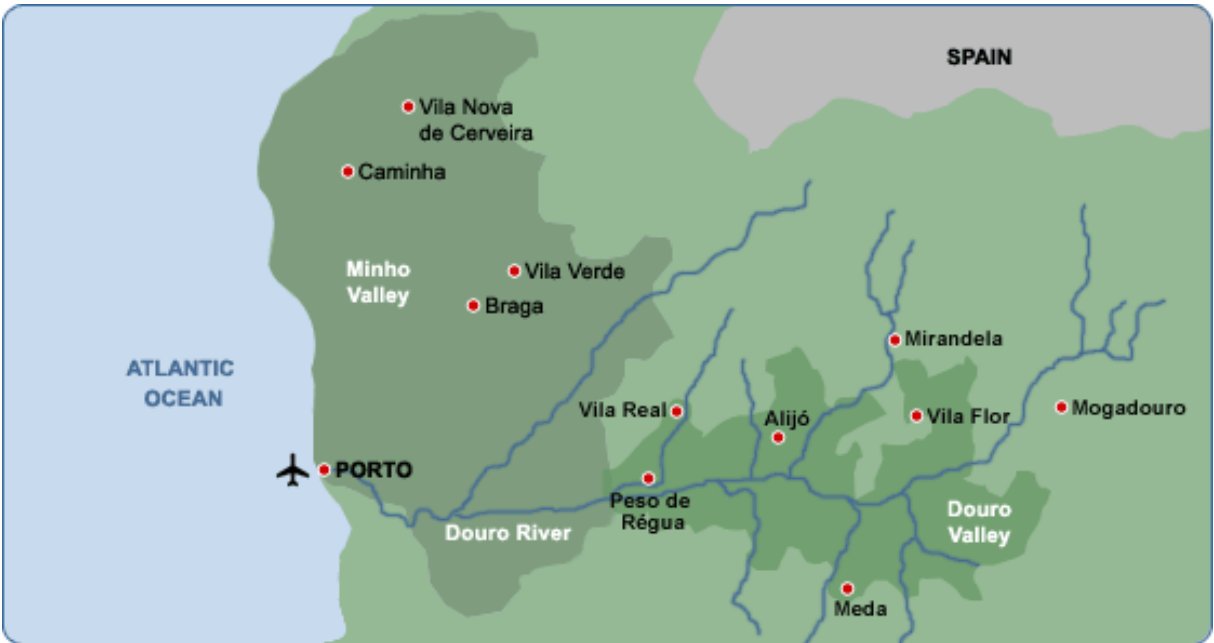 SPAIN
Vila Nova
de Cerveira
Caminha
Minho
Valley
Vila Verde
Braga
ATLANTIC
OCEAN
Mirandela
Vila Real
Alijó
Vila Flor
Mogadouro
PORTO
Peso de
Régua
Douro River
Douro
Valley
Meda